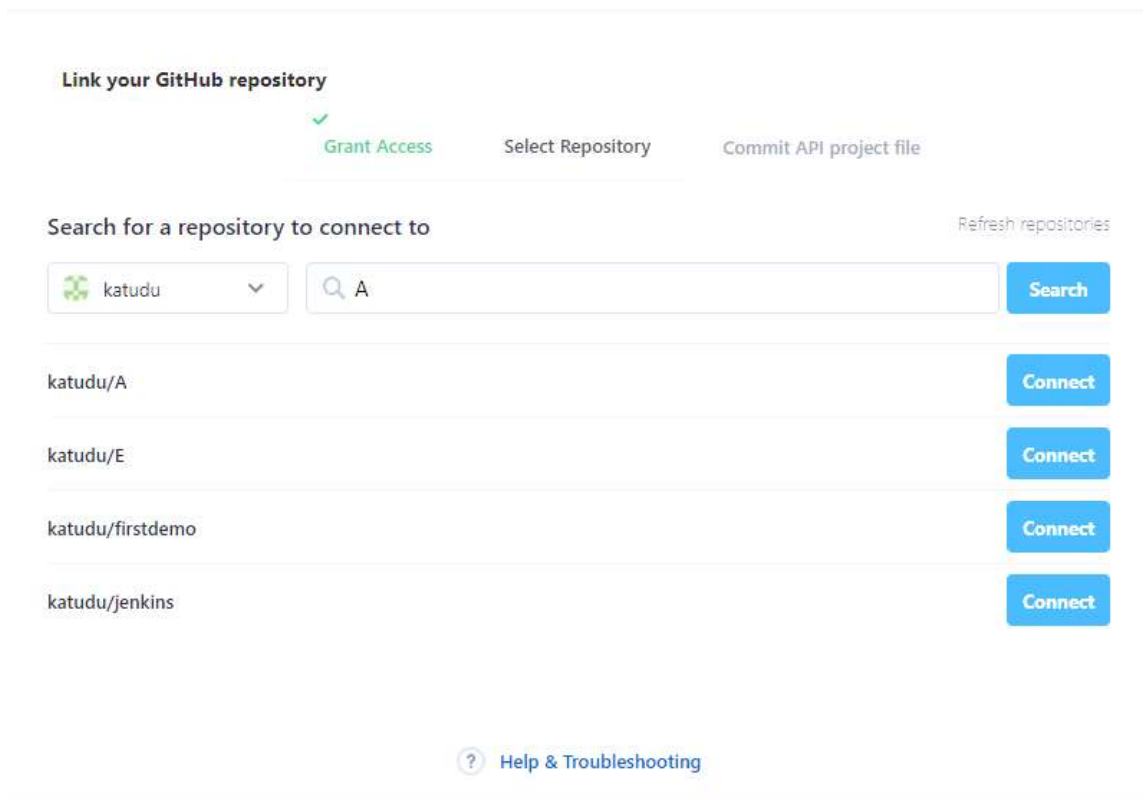 Link your GitHub repository
Grant Access Select Repository Commit API project file
Search for a repository to connect to Refresh repositories
katudu A Search
katudu/A Connect
katudu/E Connect
katudu/firstdemo Connect
katudu/jenkins Connect
? Help & Troubleshooting